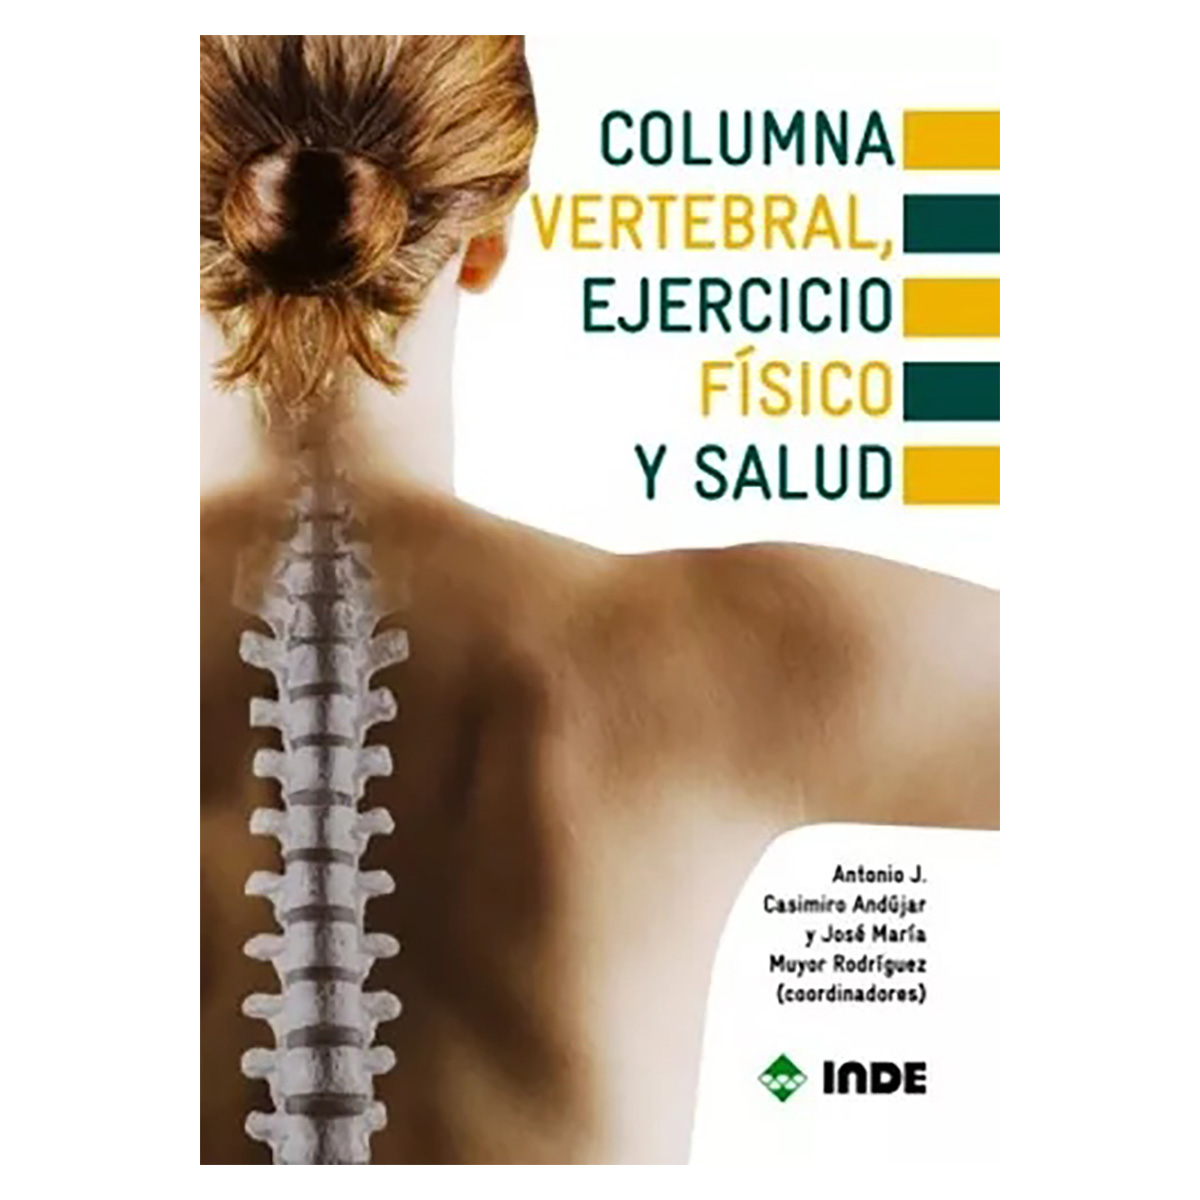 COLUMNA
VERTEBRAL,
EJERCICIO
FÍSICO
Y SALUD
Antonio J.
Casimiro Andújar
y José María
Muyor Rodríguez
(coordinadores)
INDE